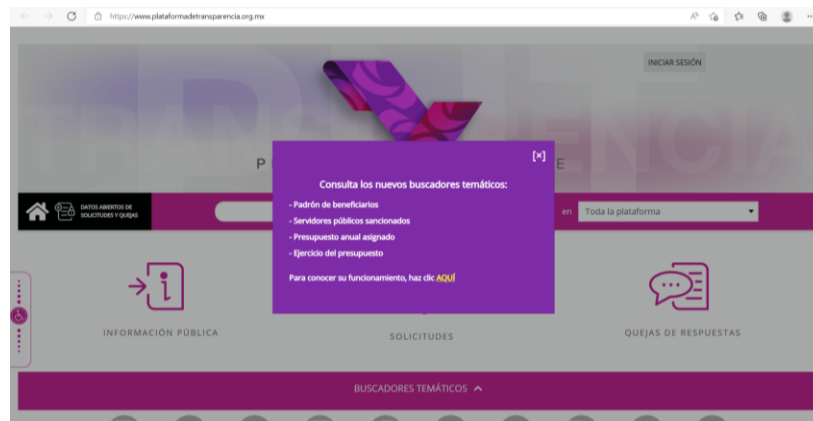 https://www.plataformadetransparencia.org.mx
INICIAR SESIÓN
PNT
TRANSPARENCIA
P
E
[x]
Consulta los nuevos buscadores temáticos:
- Padrón de beneficiarios
- Servidores públicos sancionados
- Presupuesto anual asignado
- Ejercicio del presupuesto
Para conocer su funcionamiento, haz clic AQUÍ
DATOS ABIERTOS DE
SOLICITUDES Y QUEJAS
en Toda la plataforma
INFORMACIÓN PÚBLICA
SOLICITUDES
QUEJAS DE RESPUESTAS
BUSCADORES TEMÁTICOS